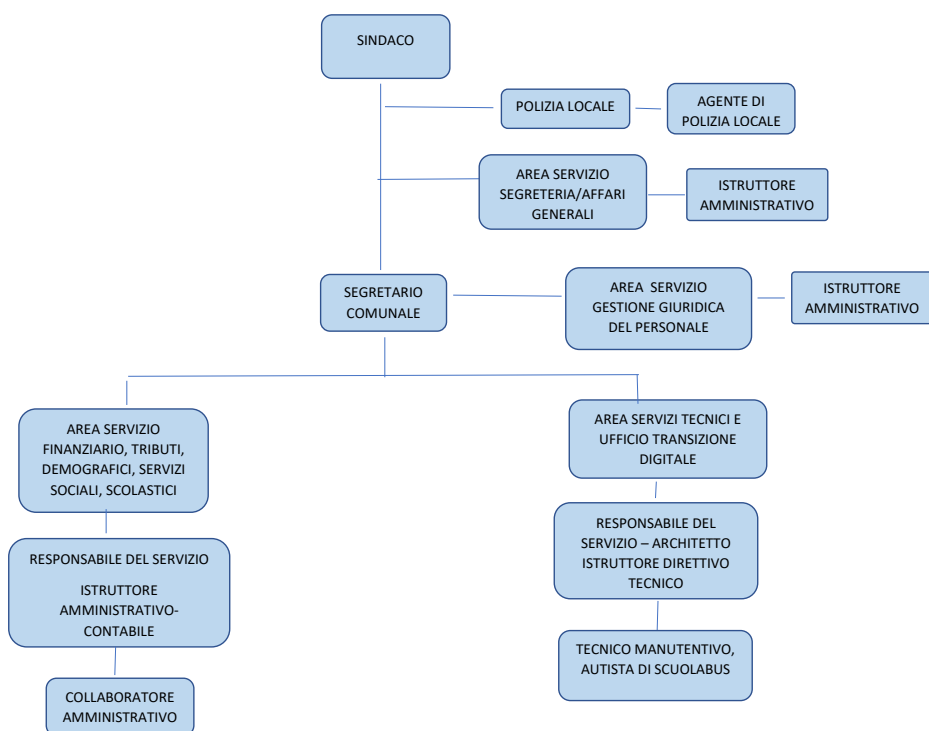 SINDACO
POLIZIA LOCALE
AGENTE DI
POLIZIA LOCALE
AREA SERVIZIO
SEGRETERIA/AFFARI
GENERALI
ISTRUTTORE
AMMINISTRATIVO
SEGRETARIO
COMUNALE
AREA SERVIZIO
GESTIONE GIURIDICA
DEL PERSONALE
ISTRUTTORE
AMMINISTRATIVO
AREA SERVIZIO
FINANZIARIO, TRIBUTI,
DEMOGRAFICI, SERVIZI
SOCIALI, SCOLASTICI
RESPONSABILE DEL SERVIZIO
ISTRUTTORE
AMMINISTRATIVO-
CONTABILE
COLLABORATORE
AMMINISTRATIVO
AREA SERVIZI TECNICI E
UFFICIO TRANSIZIONE
DIGITALE
RESPONSABILE DEL
SERVIZIO – ARCHITETTO
ISTRUTTORE DIRETTIVO
TECNICO
TECNICO MANUTENTIVO,
AUTISTA DI SCUOLABUS